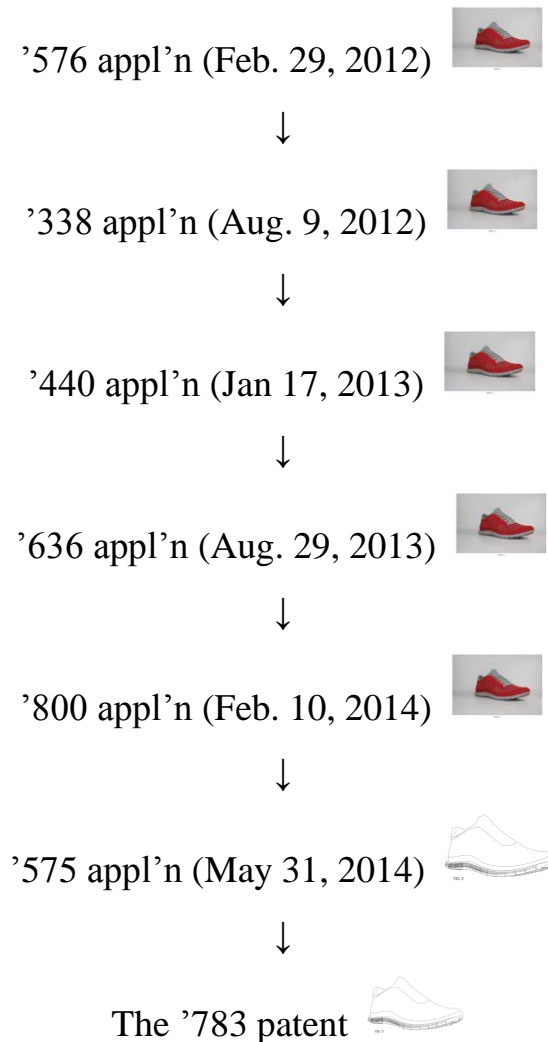 ’576 appl’n (Feb. 29, 2012)
↓
’338 appl’n (Aug. 9, 2012)
↓
’440 appl’n (Jan 17, 2013)
↓
’636 appl’n (Aug. 29, 2013)
↓
’800 appl’n (Feb. 10, 2014)
↓
’575 appl’n (May 31, 2014)
↓
The ’783 patent